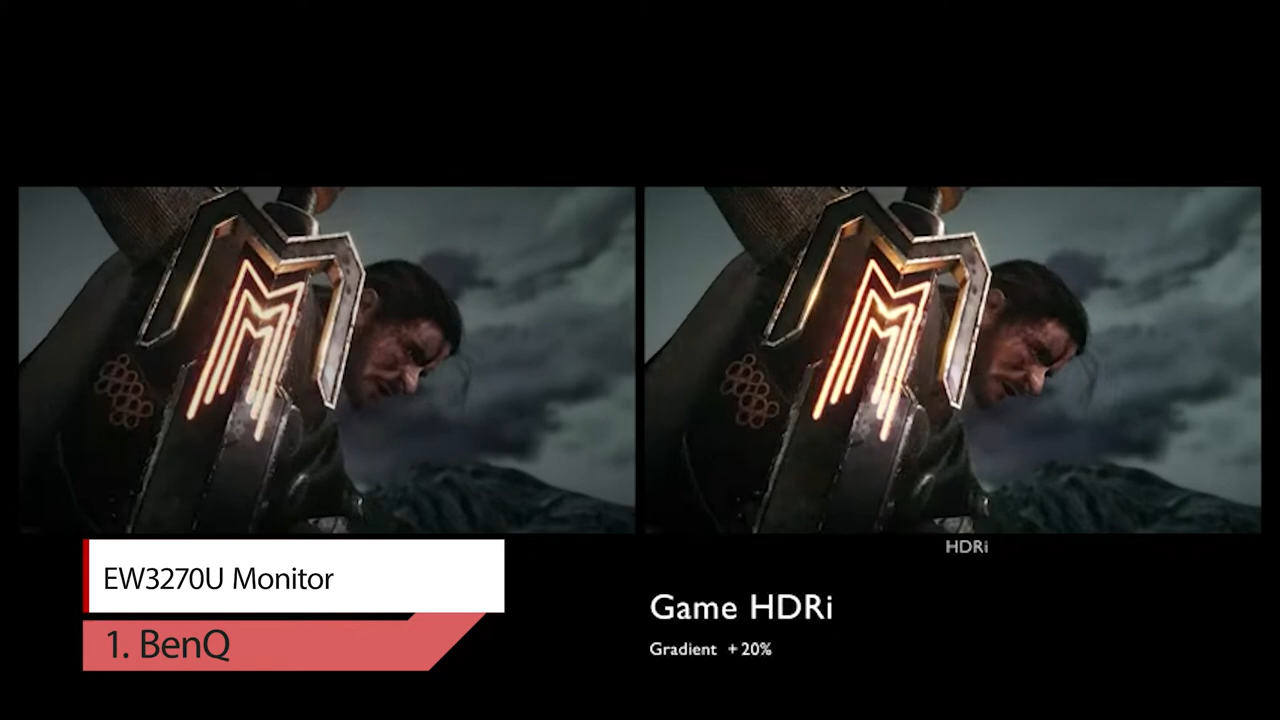 HDRi
EW3270U Monitor
1. BenQ
Game HDRi
Gradient +20%